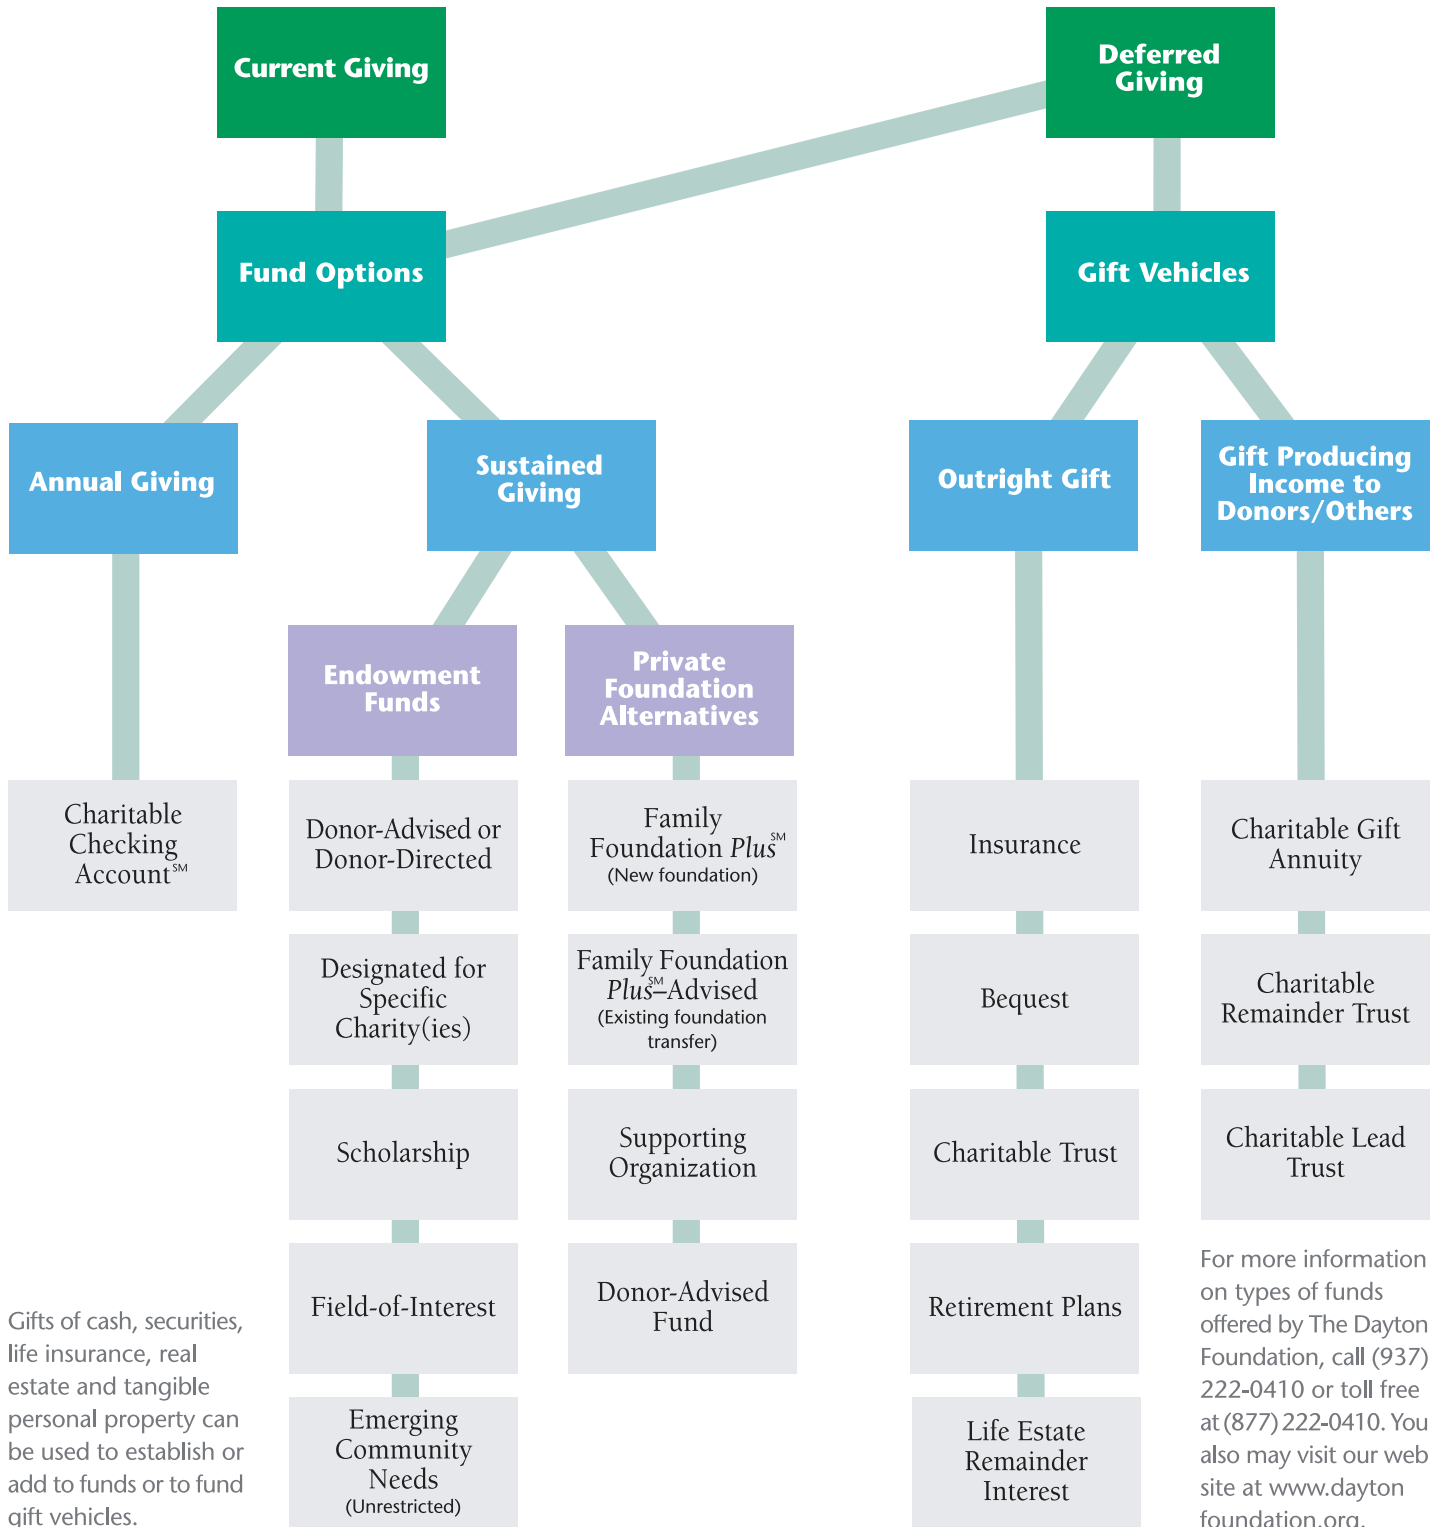 Current Giving
Deferred
Giving
Fund Options
Gift Vehicles
Annual Giving
Sustained
Giving
Outright Gift
Gift Producing
Income to
Donors/Others
Endowment
Funds
Private
Foundation
Alternatives
Charitable
Checking
Account℠
Donor-Advised or
Donor-Directed
Designated for
Specific
Charity(ies)
Scholarship
Field-of-Interest
Emerging
Community
Needs
(Unrestricted)
Family
Foundation Plus℠
(New foundation)
Family Foundation
Plus℠–Advised
(Existing foundation
transfer)
Supporting
Organization
Donor-Advised
Fund
Insurance
Bequest
Charitable Trust
Retirement Plans
Life Estate
Remainder
Interest
Charitable Gift
Annuity
Charitable
Remainder Trust
Charitable Lead
Trust
Gifts of cash, securities,
life insurance, real
estate and tangible
personal property can
be used to establish or
add to funds or to fund
gift vehicles.
For more information
on types of funds
offered by The Dayton
Foundation, call (937)
222-0410 or toll free
at (877) 222-0410. You
also may visit our web
site at www.dayton
foundation.org.